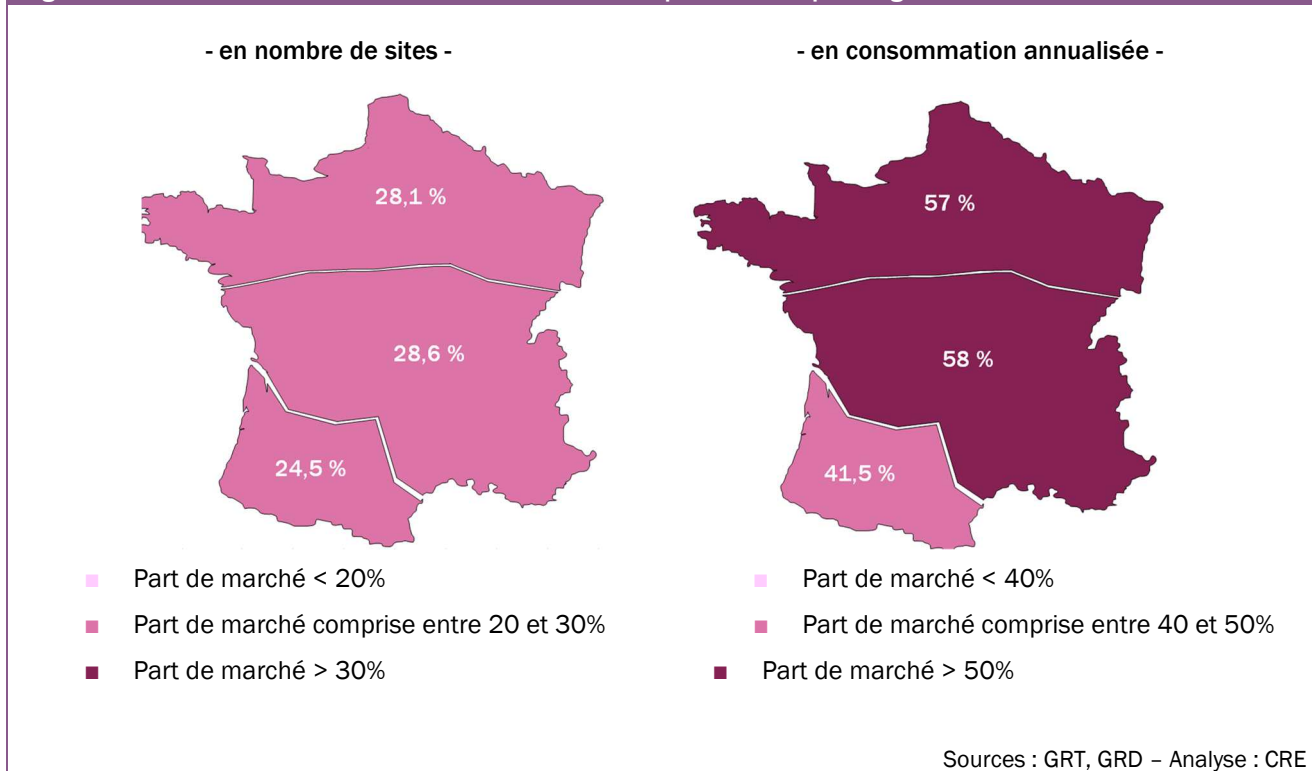 - en nombre de sites -
- en consommation annualisée -
28,1 %
57 %
28,6 %
58 %
24,5 %
41,5 %
Part de marché < 20%
Part de marché comprise entre 20 et 30%
Part de marché > 30%
Part de marché < 40%
Part de marché comprise entre 40 et 50%
Part de marché > 50%
Sources : GRT, GRD – Analyse : CRE